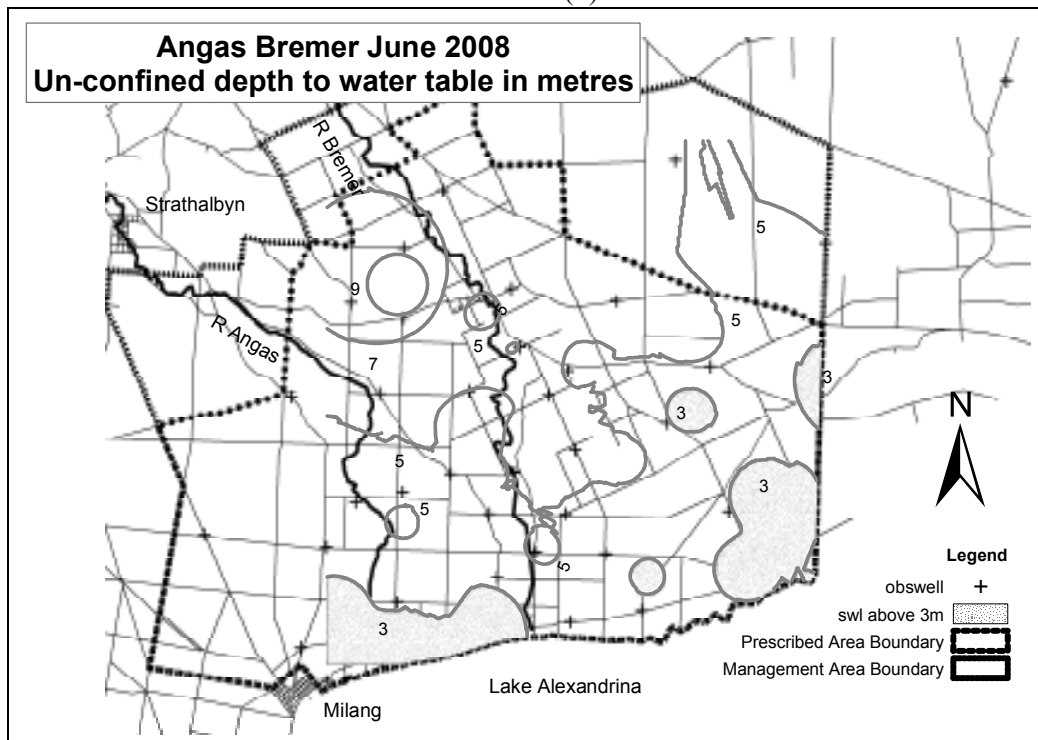 Angas Bremer June 2008
Un-confined depth to water table in metres
R Bremer
Strathalbyn
5
9
R Angas
5
5
7
3
3
5
3
5
5
3
N
Legend
obswell
swl above 3m
Prescribed Area Boundary
Management Area Boundary
Lake Alexandrina
Milang